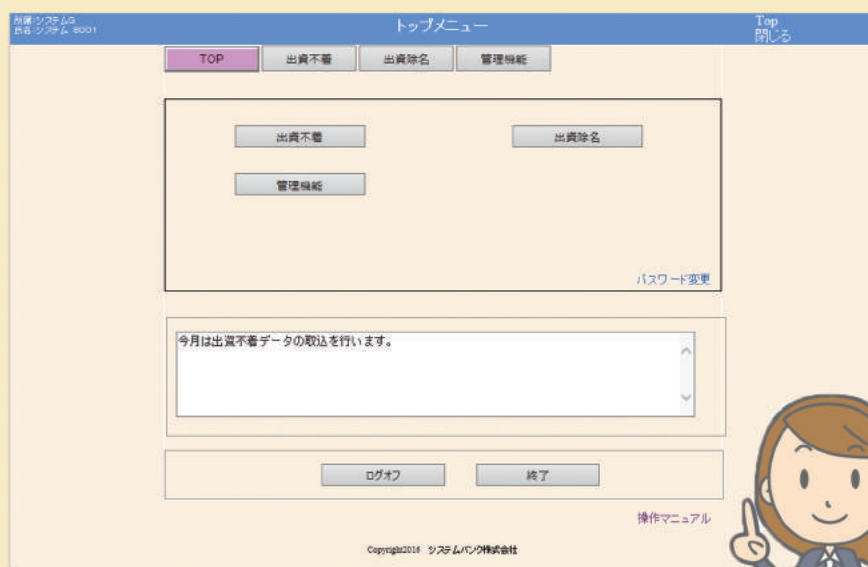 所属:システムG
氏名:システム 8001
トップメニュー
Top
閉じる
TOP
出資不着
出資除名
管理機能
出資不着
出資除名
管理機能
パスワード変更
今月は出資不着データの取込を行います。
ログオフ
終了
操作マニュアル
Copyright2016 システムバンク株式会社